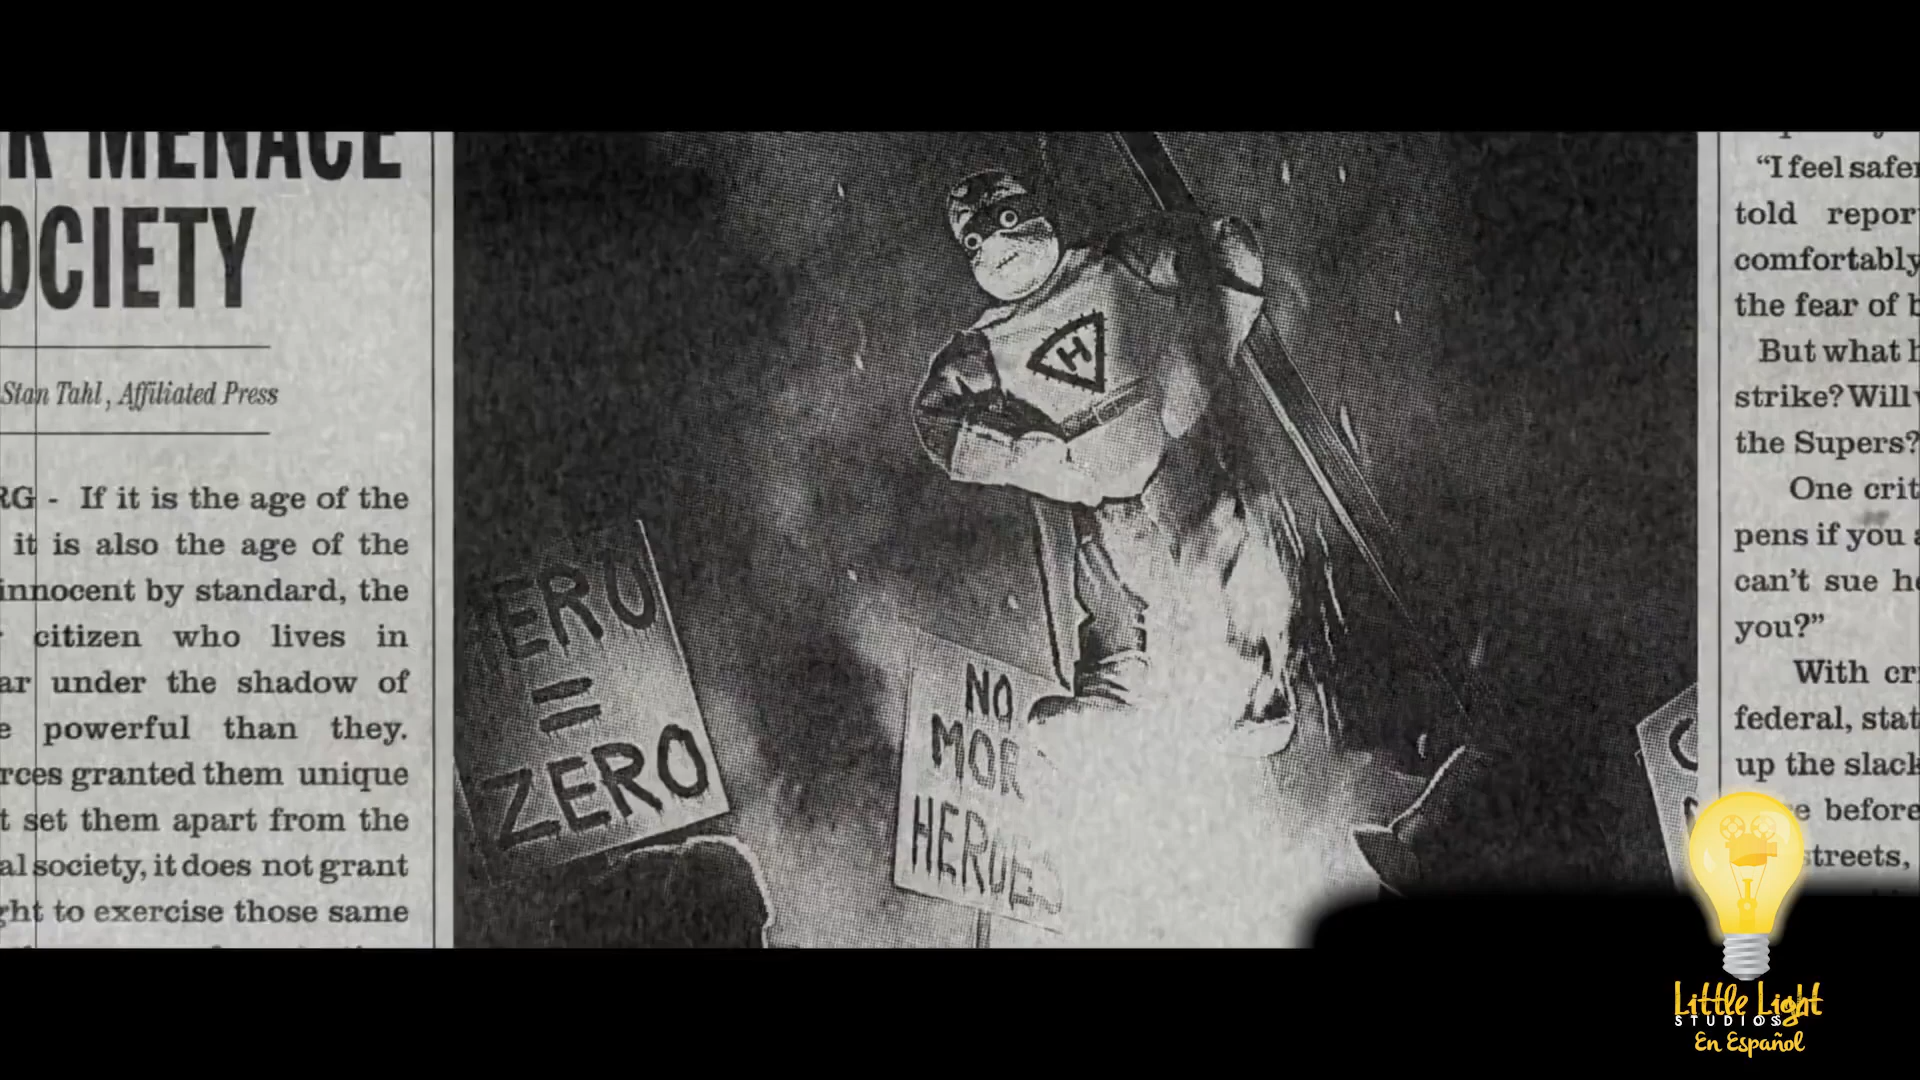 MENACE
OCIETY
Stan Tahl, Affiliated Press
RG - If it is the age of the
it is also the age of the
innocent by standard, the
citizen who lives in
ar under the shadow of
e powerful than they.
rces granted them unique
t set them apart from the
al society, it does not grant
ght to exercise those same
H
ERO
=
ZERO
NO
MOR
HEROES
“I feel safer
told repor
comfortably
the fear of b
But what h
strike? Will
the Supers?
One crit
pens if you a
can’t sue he
you?”
With cri
federal, stat
up the slack
e before
streets,
Little Light
STUDIOS
En Español